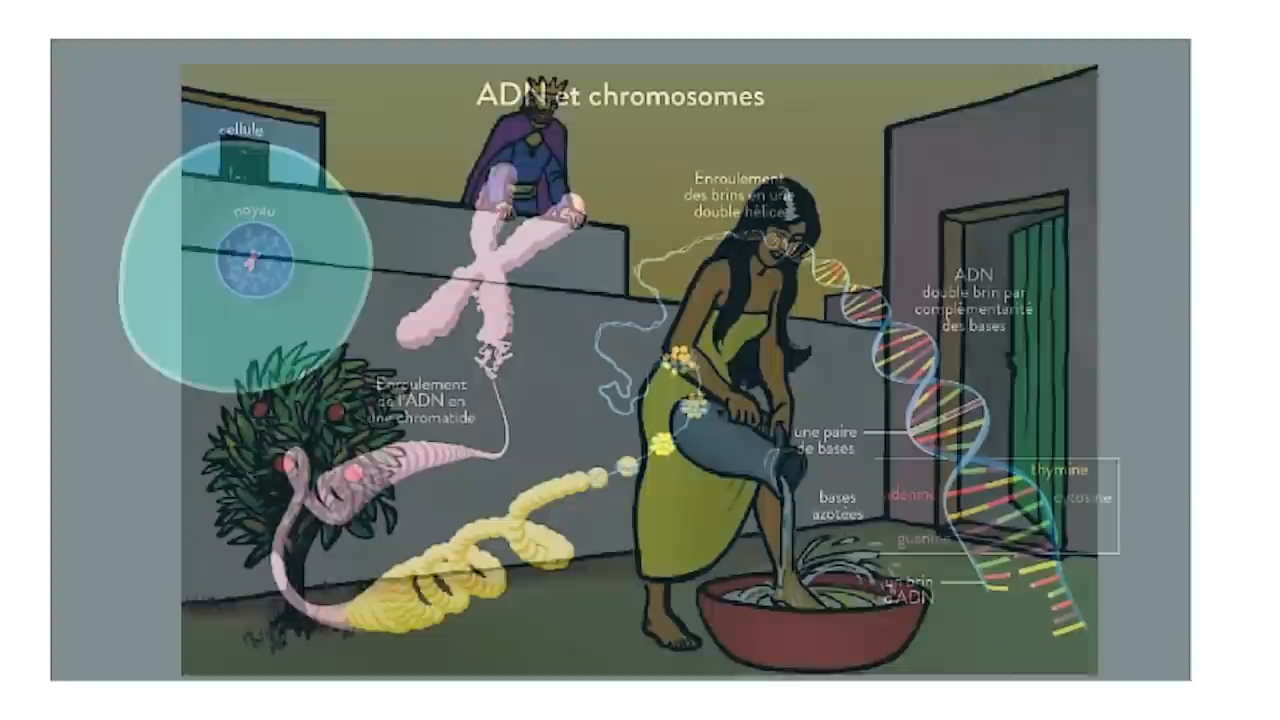 ADN et chromosomes
cellule
noyau
Enroulement
des brins en une
double hélice
ADN
double brin par
complémentarité
des bases
Enroulement
de l'ADN en
une chromatide
une paire
de bases
thymine
bases
azotées
adénine
cytosine
guanine
un brin
d'ADN